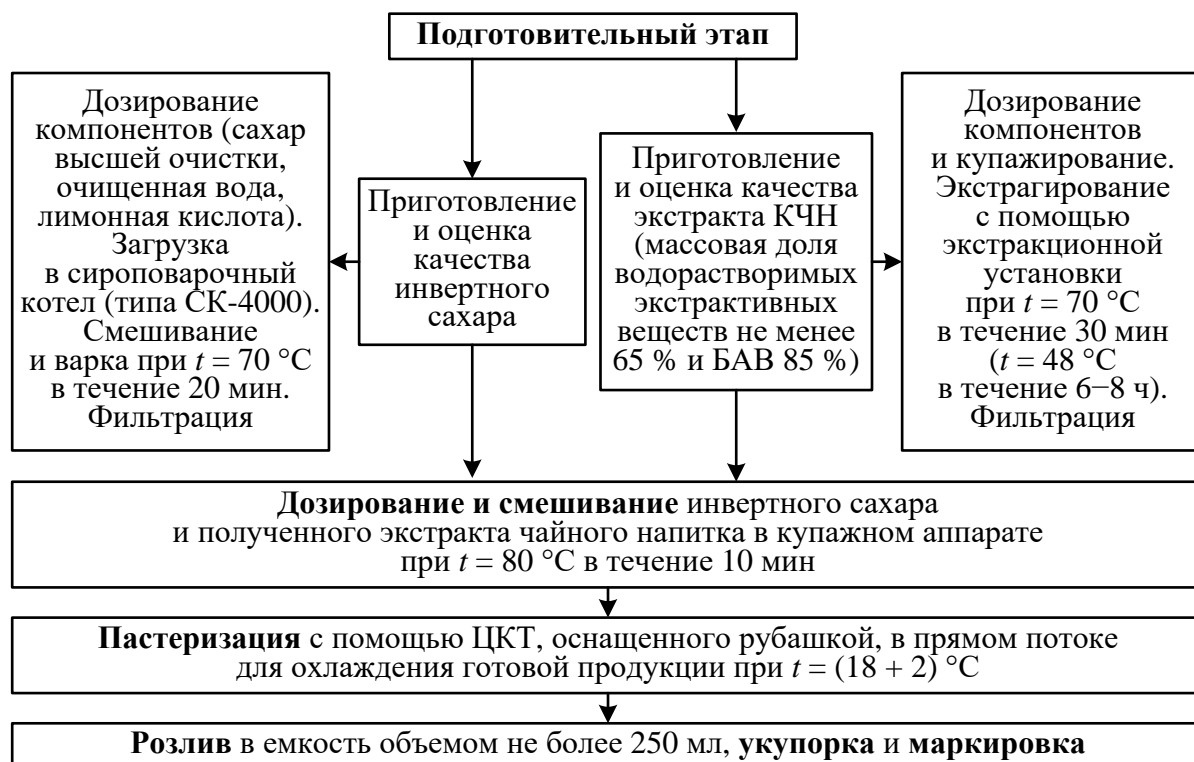 Подготовительный этап
Дозирование
компонентов (сахар
высшей очистки,
очищенная вода,
лимонная кислота).
Загрузка
в сироповарочный
котел (типа СК-4000).
Смешивание
и варка при t = 70 °С
в течение 20 мин.
Фильтрация
Приготовление
и оценка
качества
инвертного
сахара
Приготовление
и оценка качества
экстракта КЧН
(массовая доля
водорастворимых
экстрактивных
веществ не менее
65 % и БАВ 85 %)
Дозирование
компонентов
и купажирование.
Экстрагирование
с помощью
экстракционной
установки
при t = 70 °С
в течение 30 мин
(t = 48 °С
в течение 6−8 ч).
Фильтрация
Дозирование и смешивание инвертного сахара
и полученного экстракта чайного напитка в купажном аппарате
при t = 80 °С в течение 10 мин
Пастеризация с помощью ЦКТ, оснащенного рубашкой, в прямом потоке
для охлаждения готовой продукции при t = (18 + 2) °С
Розлив в емкость объемом не более 250 мл, укупорка и маркировка